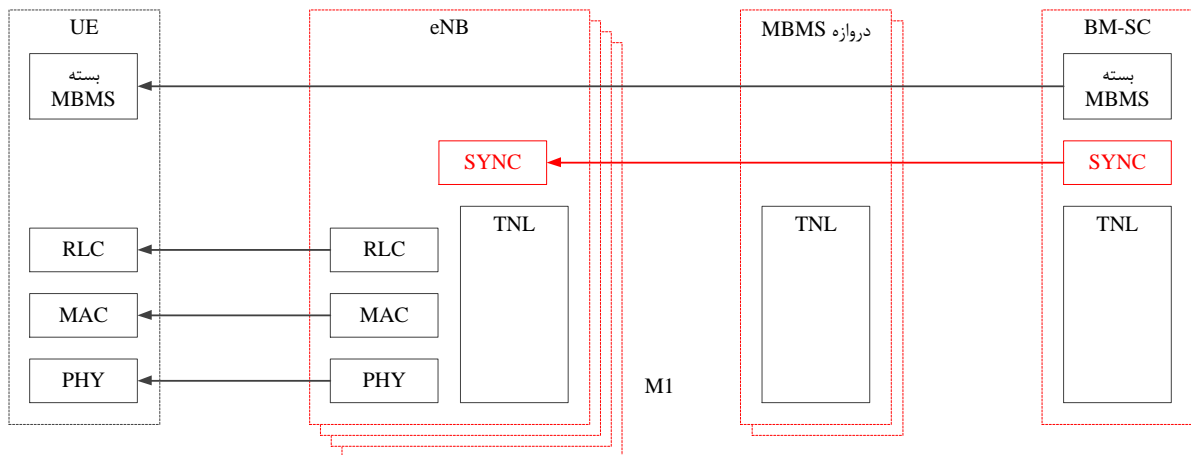 UE
eNB
دروازه MBMS
BM-SC
بسته
MBMS
بسته
MBMS
SYNC
SYNC
TNL
TNL
TNL
RLC
RLC
MAC
MAC
PHY
PHY
M1